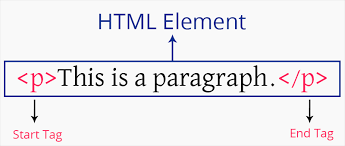 HTML Element
<p>This is a paragraph.</p>
Start Tag
End Tag